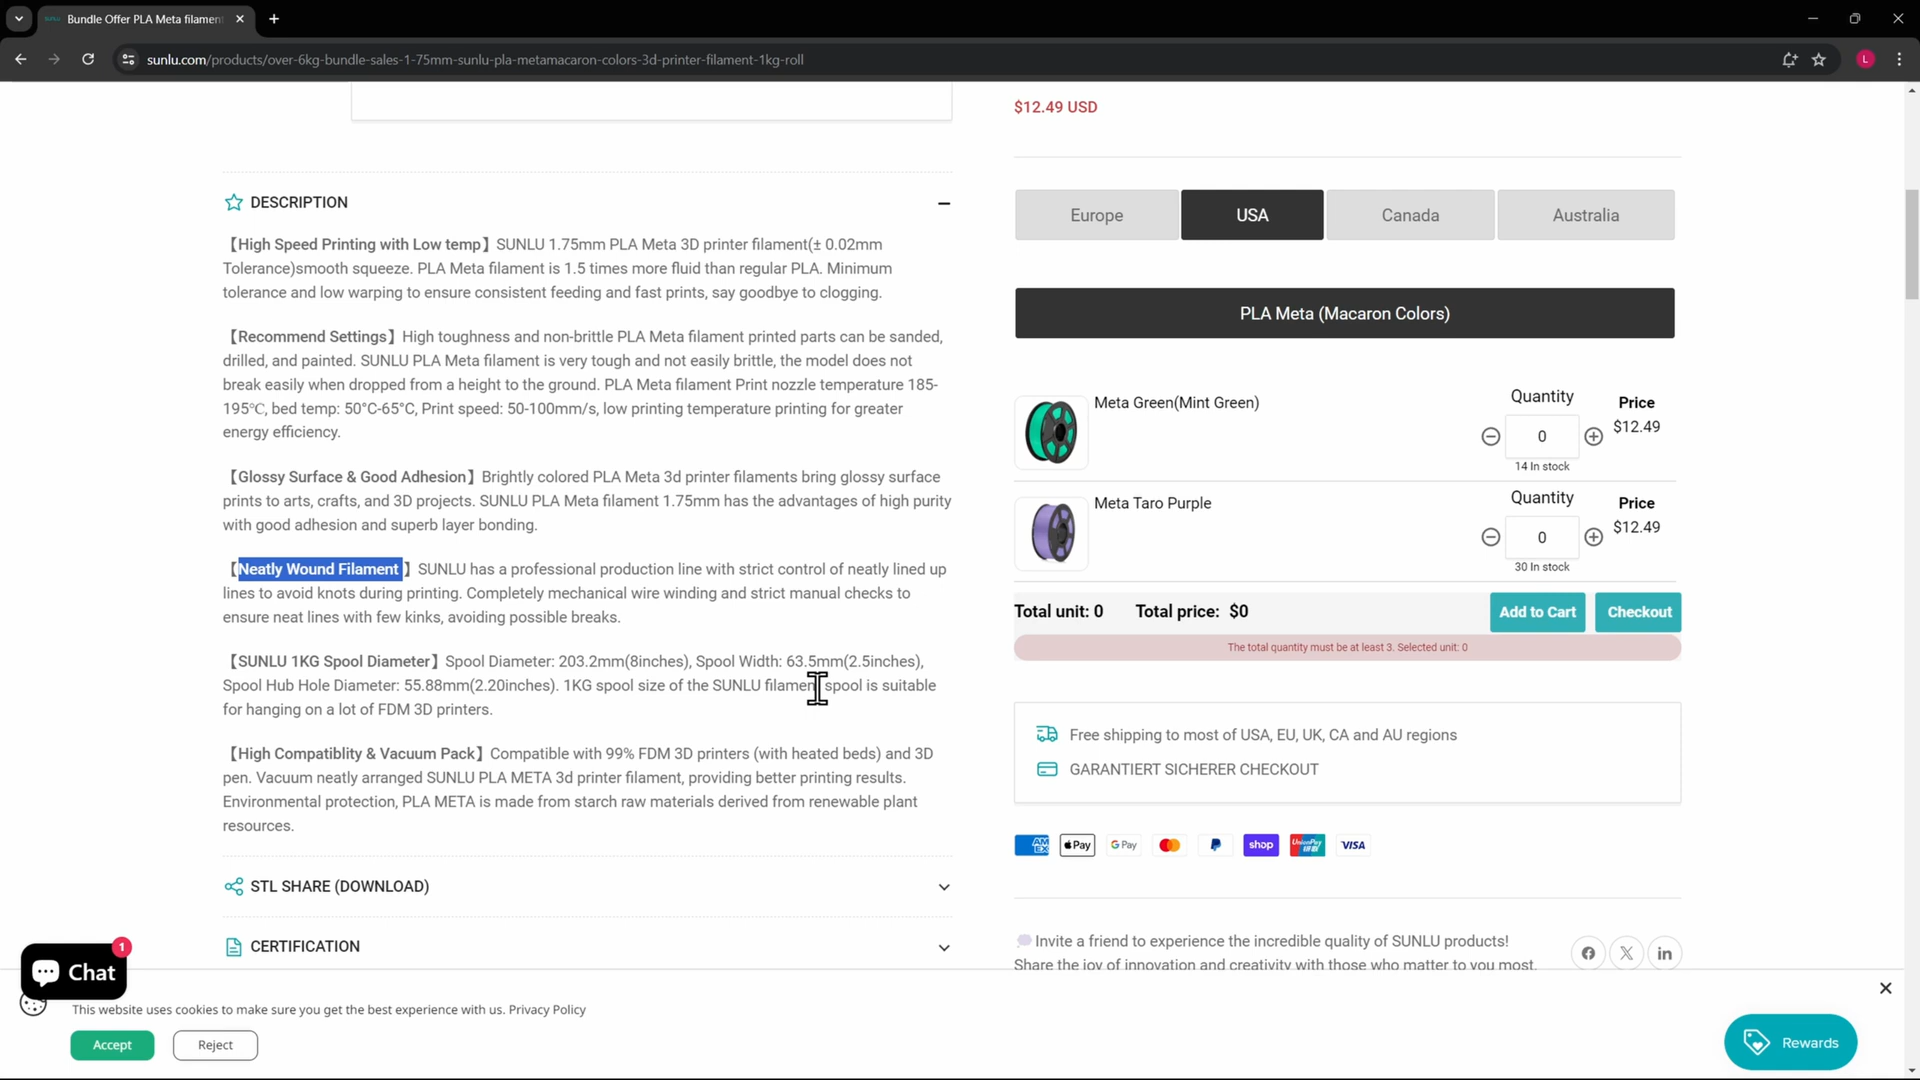 Bundle Offer PLA Meta filament
sunlu.com/products/over-6kg-bundle-sales-1-75mm-sunlu-pla-metamacaron-colors-3d-printer-filament-1kg-roll
L
$12.49 USD
DESCRIPTION
【High Speed Printing with Low temp】SUNLU 1.75mm PLA Meta 3D printer filament(± 0.02mm
Tolerance)smooth squeeze. PLA Meta filament is 1.5 times more fluid than regular PLA. Minimum
tolerance and low warping to ensure consistent feeding and fast prints, say goodbye to clogging.
【Recommend Settings】High toughness and non-brittle PLA Meta filament printed parts can be sanded,
drilled, and painted. SUNLU PLA Meta filament is very tough and not easily brittle, the model does not
break easily when dropped from a height to the ground. PLA Meta filament Print nozzle temperature 185-
195℃, bed temp: 50°C-65°C, Print speed: 50-100mm/s, low printing temperature printing for greater
energy efficiency.
【Glossy Surface & Good Adhesion】Brightly colored PLA Meta 3d printer filaments bring glossy surface
prints to arts, crafts, and 3D projects. SUNLU PLA Meta filament 1.75mm has the advantages of high purity
with good adhesion and superb layer bonding.
【Neatly Wound Filament 】SUNLU has a professional production line with strict control of neatly lined up
lines to avoid knots during printing. Completely mechanical wire winding and strict manual checks to
ensure neat lines with few kinks, avoiding possible breaks.
【SUNLU 1KG Spool Diameter】Spool Diameter: 203.2mm(8inches), Spool Width: 63.5mm(2.5inches),
Spool Hub Hole Diameter: 55.88mm(2.20inches). 1KG spool size of the SUNLU filament spool is suitable
for hanging on a lot of FDM 3D printers.
【High Compatiblity & Vacuum Pack】Compatible with 99% FDM 3D printers (with heated beds) and 3D
pen. Vacuum neatly arranged SUNLU PLA META 3d printer filament, providing better printing results.
Environmental protection, PLA META is made from starch raw materials derived from renewable plant
resources.
STL SHARE (DOWNLOAD)
CERTIFICATION
Europe USA Canada Australia
PLA Meta (Macaron Colors)
Meta Green(Mint Green) Quantity Price
0 $12.49
14 In stock
Meta Taro Purple Quantity Price
0 $12.49
30 In stock
Total unit: 0 Total price: $0 Add to Cart Checkout
The total quantity must be at least 3. Selected unit: 0
Free shipping to most of USA, EU, UK, CA and AU regions
GARANTIERT SICHERER CHECKOUT
AMEX Pay G Pay shop UnionPay VISA
Invite a friend to experience the incredible quality of SUNLU products!
Share the joy of innovation and creativity with those who matter to you most.
Chat 1
This website uses cookies to make sure you get the best experience with us. Privacy Policy
Accept Reject
Rewards